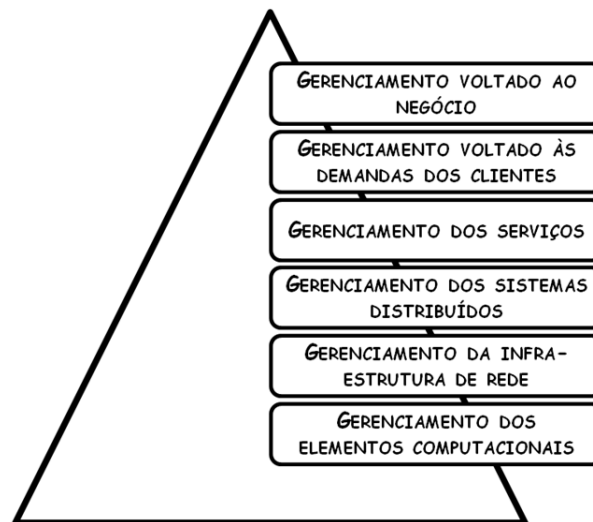 GERENCIAMENTO VOLTADO AO
NEGÓCIO
GERENCIAMENTO VOLTADO ÀS
DEMANDAS DOS CLIENTES
GERENCIAMENTO DOS SERVIÇOS
GERENCIAMENTO DOS SISTEMAS
DISTRIBUÍDOS
GERENCIAMENTO DA INFRA-
ESTRUTURA DE REDE
GERENCIAMENTO DOS
ELEMENTOS COMPUTACIONAIS